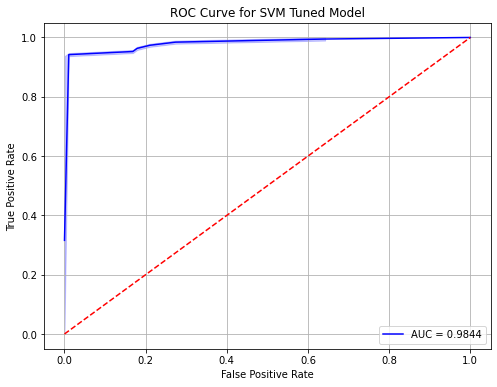 ROC Curve for SVM Tuned Model
True Positive Rate
1.0
0.8
0.6
0.4
0.2
0.0
AUC = 0.9844
0.0 0.2 0.4 0.6 0.8 1.0
False Positive Rate